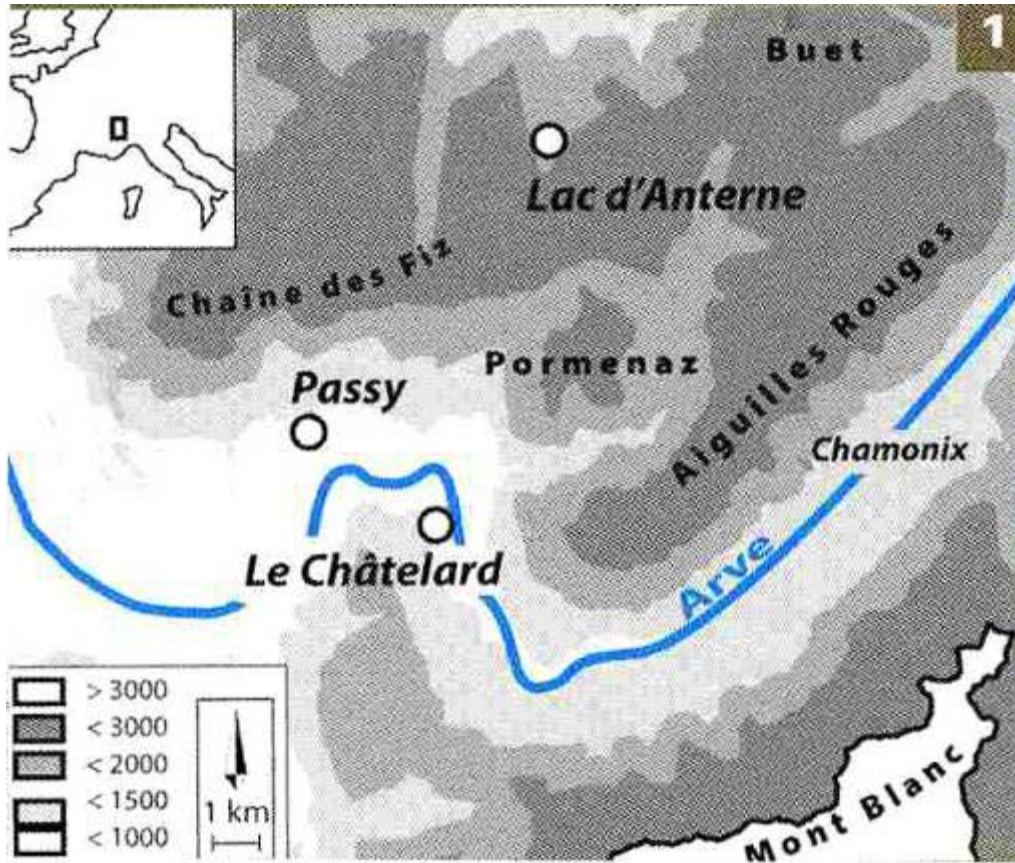 1
Buet
Lac d'Anterne
Chaîne des Fiz
Aiguilles Rouges
Pormenaz
Passy
Chamonix
Le Châtelard
Arve
> 3000
< 3000
< 2000
< 1500
< 1000
1 km
Mont Blanc